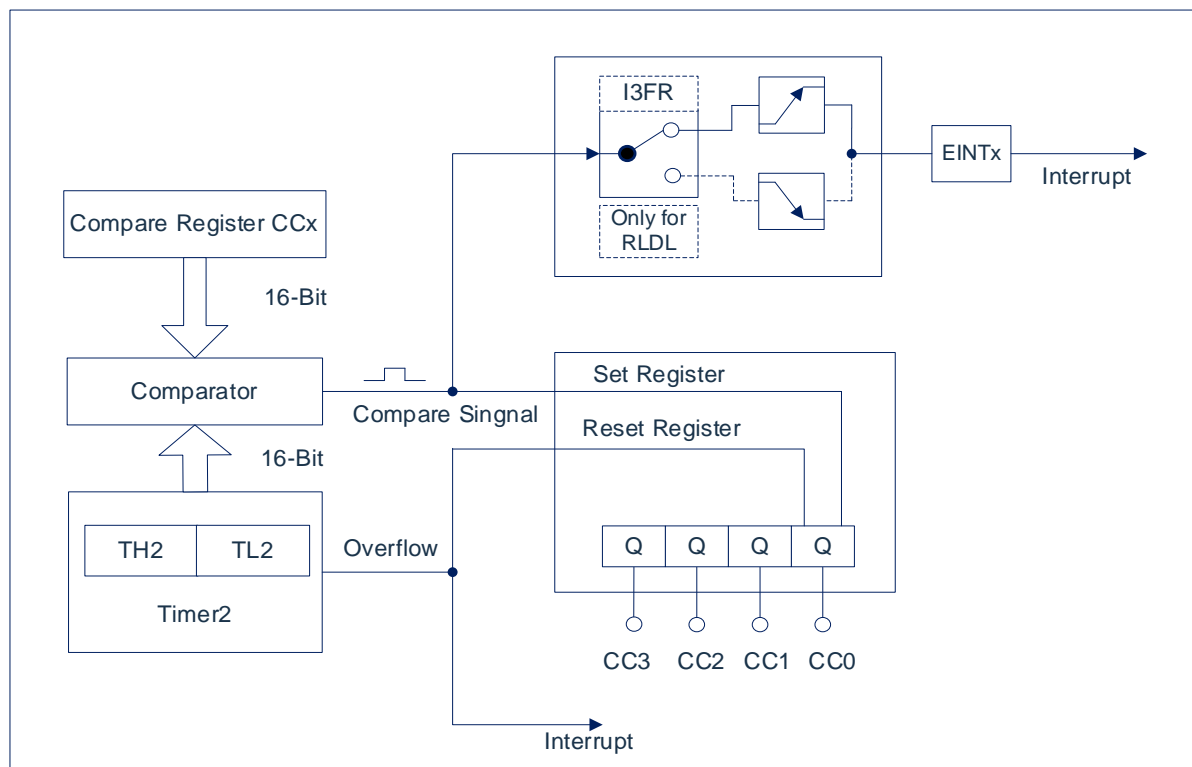 I3FR
Only for
RLDL
EINTx
Interrupt
Compare Register CCx
16-Bit
Comparator
Compare Singnal
Set Register
Reset Register
16-Bit
TH2
TL2
Timer2
Overflow
Q
Q
Q
Q
CC3
CC2
CC1
CC0
Interrupt